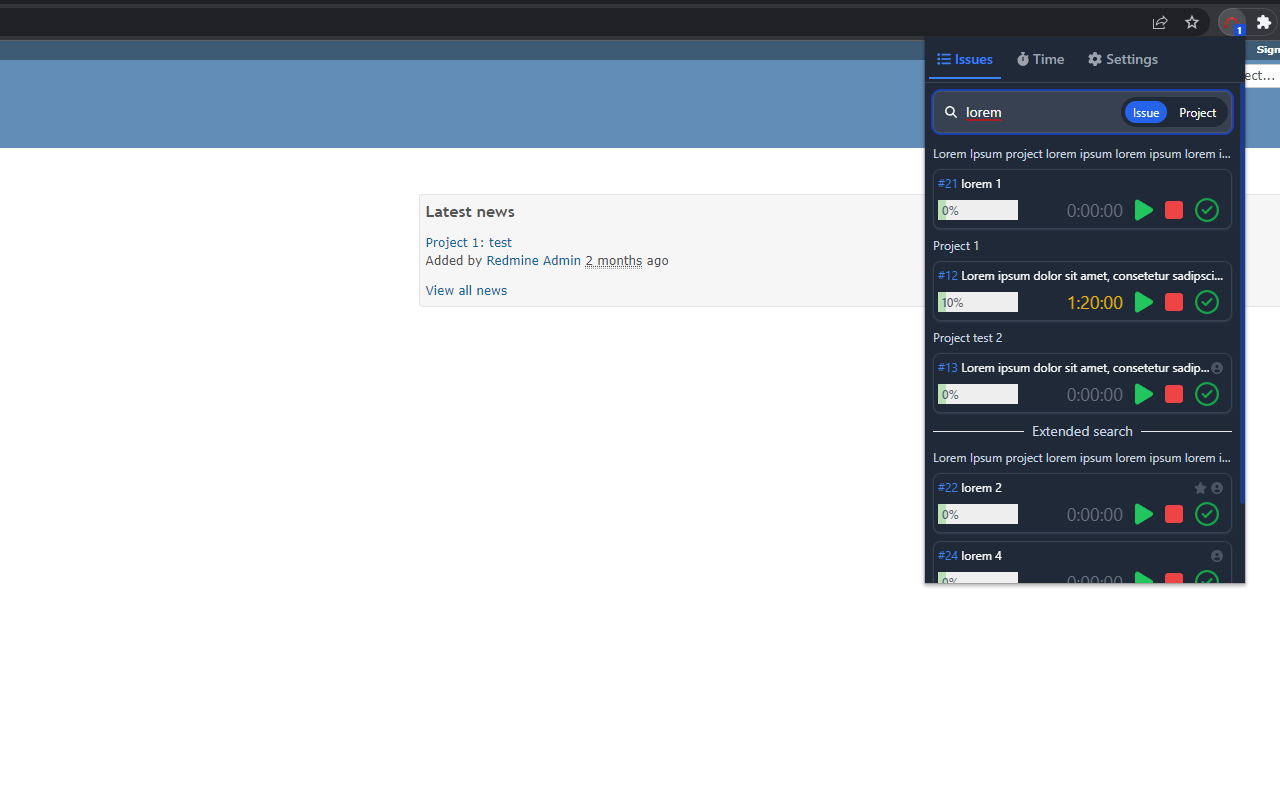 1
Sign
ect...
Issues Time Settings
lorem Issue Project
Lorem Ipsum project lorem ipsum lorem ipsum lorem i...
#21 lorem 1
0% 0:00:00
Project 1
#12 Lorem ipsum dolor sit amet, consetetur sadipsci...
10% 1:20:00
Project test 2
#13 Lorem ipsum dolor sit amet, consetetur sadip...
0% 0:00:00
Extended search
Lorem Ipsum project lorem ipsum lorem ipsum lorem i...
#22 lorem 2
0% 0:00:00
#24 lorem 4
0% 0:00:00
Latest news
Project 1: test
Added by Redmine Admin 2 months ago
View all news